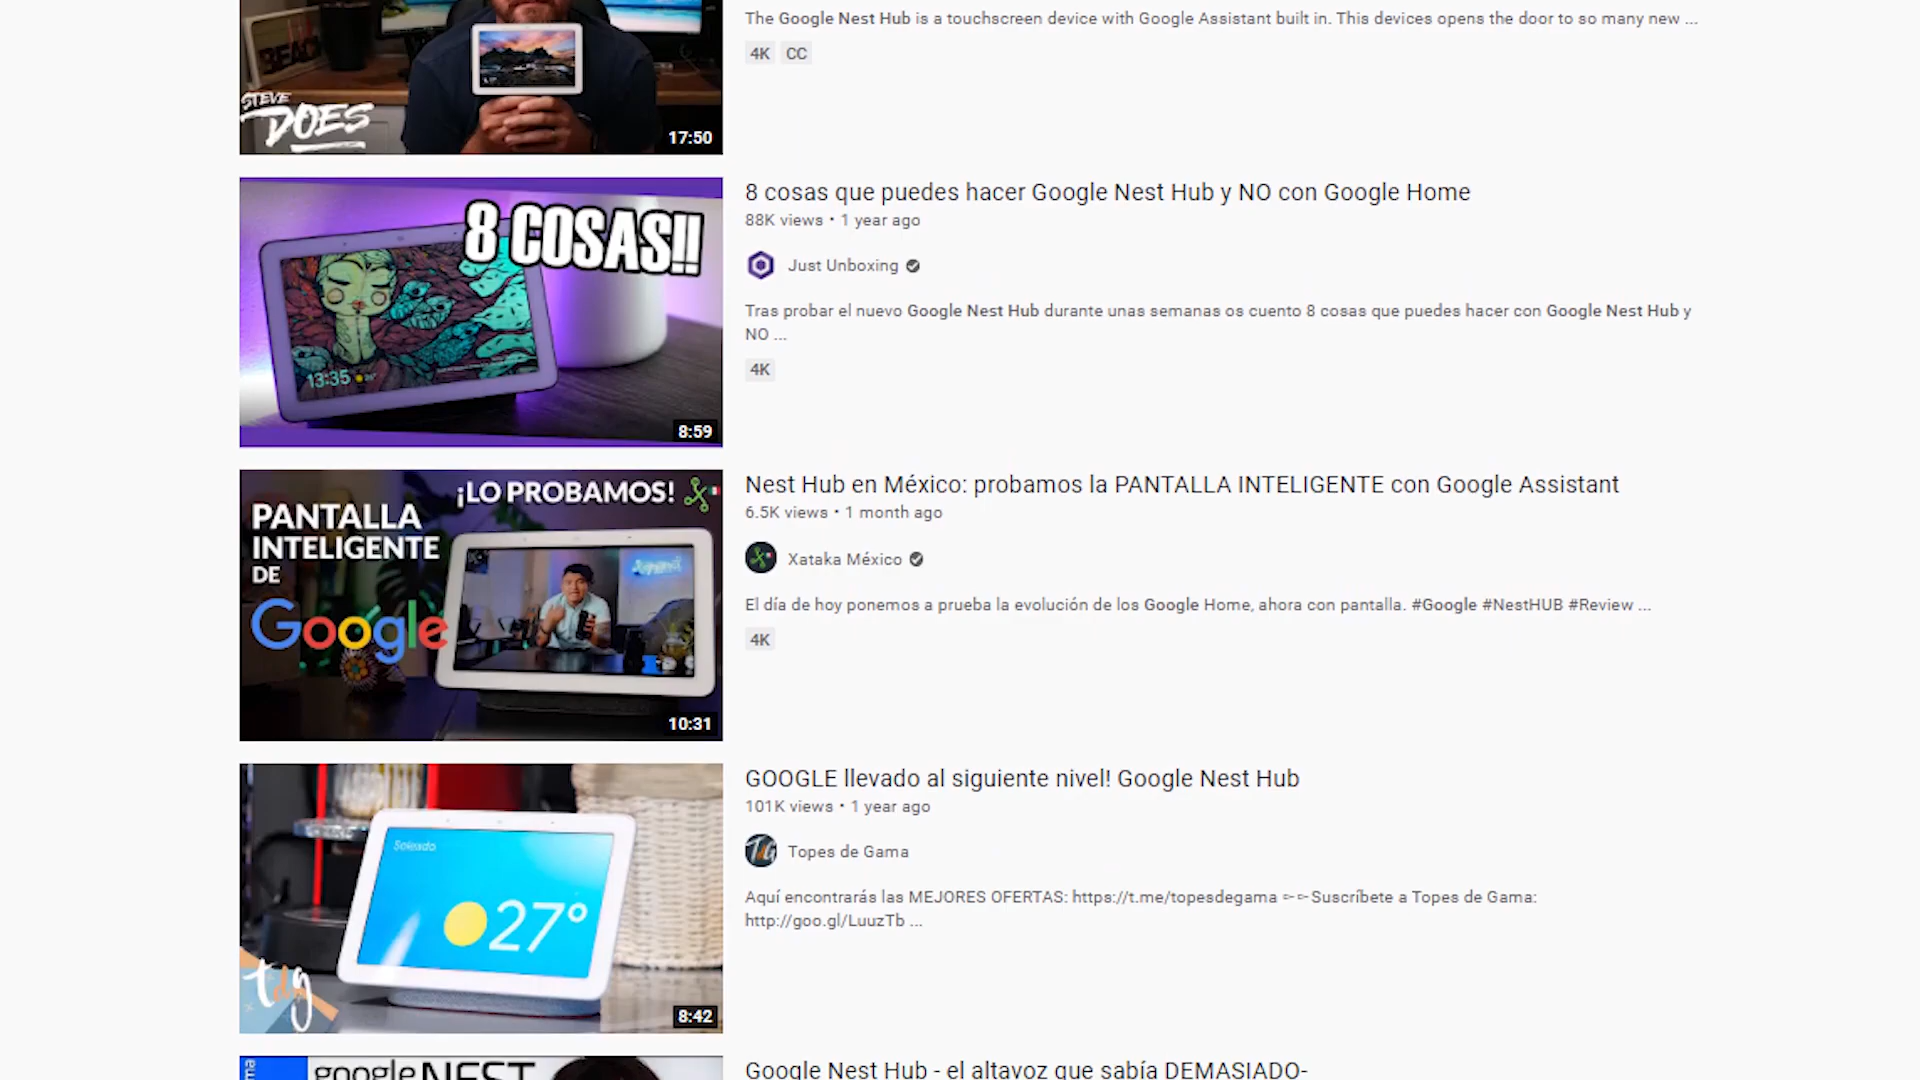 The Google Nest Hub is a touchscreen device with Google Assistant built in. This devices opens the door to so many new ...
4K CC
STEVE
DOES
17:50
8 COSAS!!
13:35
8:59
8 cosas que puedes hacer Google Nest Hub y NO con Google Home
88K views • 1 year ago
Just Unboxing
Tras probar el nuevo Google Nest Hub durante unas semanas os cuento 8 cosas que puedes hacer con Google Nest Hub y
NO ...
4K
¡LO PROBAMOS!
PANTALLA
INTELIGENTE
DE
Google
10:31
Nest Hub en México: probamos la PANTALLA INTELIGENTE con Google Assistant
6.5K views • 1 month ago
Xataka México
El día de hoy ponemos a prueba la evolución de los Google Home, ahora con pantalla. #Google #NestHUB #Review ...
4K
Soleado
27°
tdg
8:42
GOOGLE llevado al siguiente nivel! Google Nest Hub
101K views • 1 year ago
TdG
Topes de Gama
Aquí encontrarás las MEJORES OFERTAS: https://t.me/topesdegama ➛➛Suscríbete a Topes de Gama:
http://goo.gl/LuuzTb ...
google NEST
Google Nest Hub - el altavoz que sabía DEMASIADO-